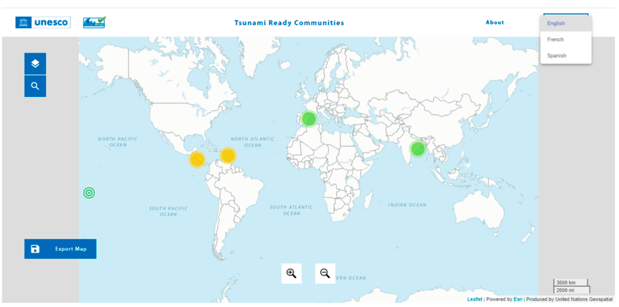 unesco
Tsunami Ready Communities
About
English
French
Spanish
NORTH PACIFIC
OCEAN
NORTH ATLANTIC
OCEAN
SOUTH PACIFIC
OCEAN
SOUTH ATLANTIC
OCEAN
INDIAN OCEAN
Export Map
ERN OCEAN
3000 km
2000 mi
Leaflet | Powered by Esri | Produced by United Nations Geospatial